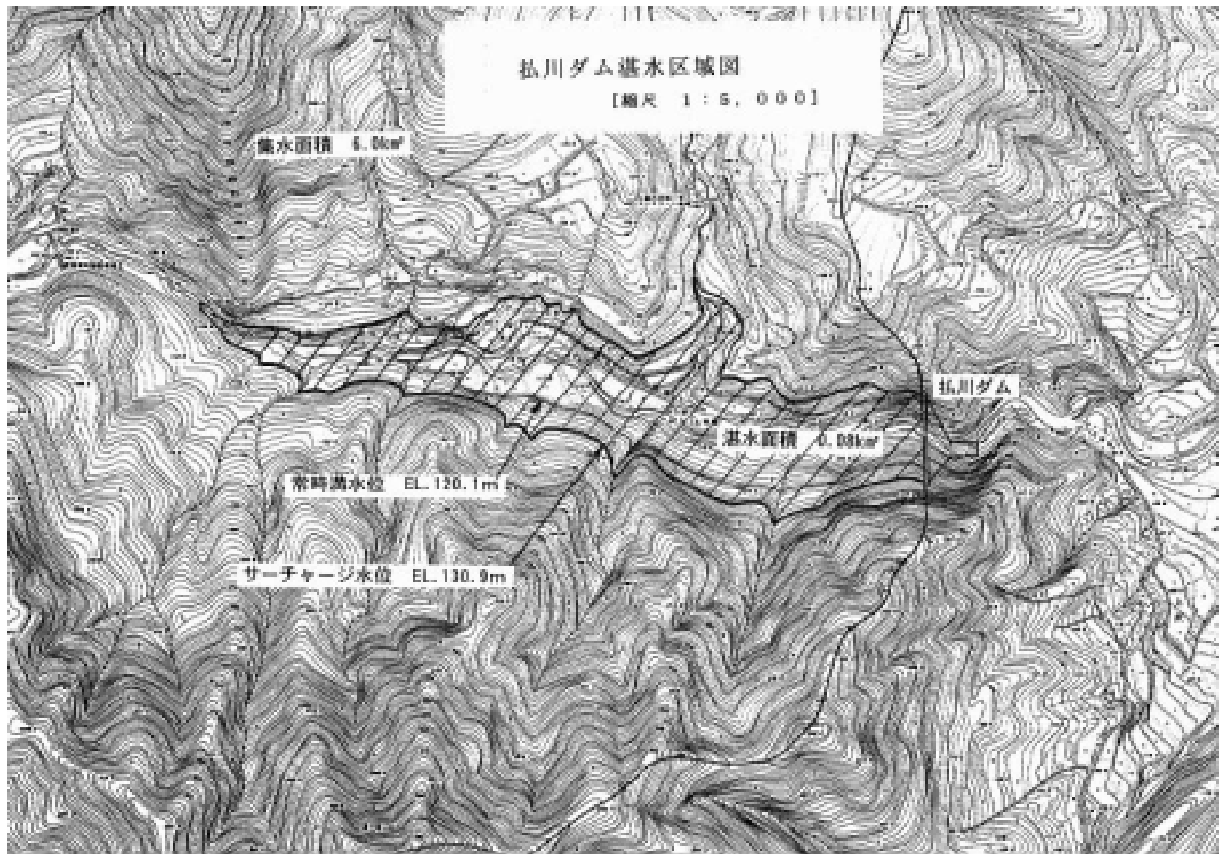 払川ダム湛水区域図
[縮尺 1:5,000]
集水面積 6.0km²
払川ダム
湛水面積 0.08km²
常時満水位 EL.120.1m
サーチャージ水位 EL.130.9m